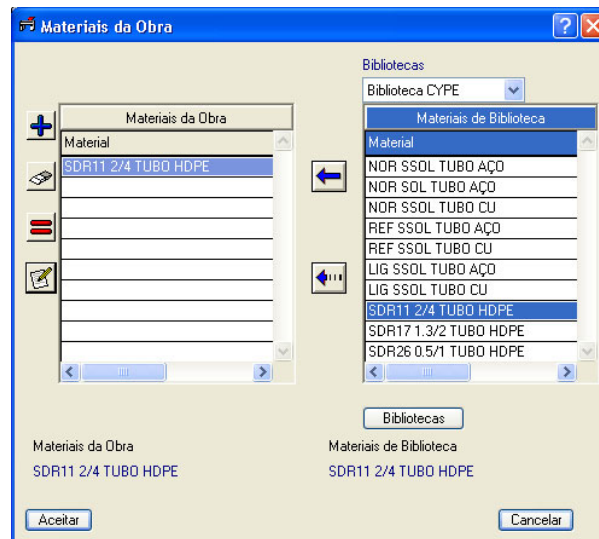 Materiais da Obra
Bibliotecas
Biblioteca CYPE
Materiais da Obra
Material
SDR11 2/4 TUBO HDPE
Materiais de Biblioteca
Material
NOR SSOL TUBO AÇO
NOR SOL TUBO AÇO
NOR SSOL TUBO CU
REF SSOL TUBO AÇO
REF SSOL TUBO CU
LIG SSOL TUBO AÇO
LIG SSOL TUBO CU
SDR11 2/4 TUBO HDPE
SDR17 1.3/2 TUBO HDPE
SDR26 0.5/1 TUBO HDPE
Bibliotecas
Materiais da Obra
SDR11 2/4 TUBO HDPE
Materiais de Biblioteca
SDR11 2/4 TUBO HDPE
Aceitar
Cancelar